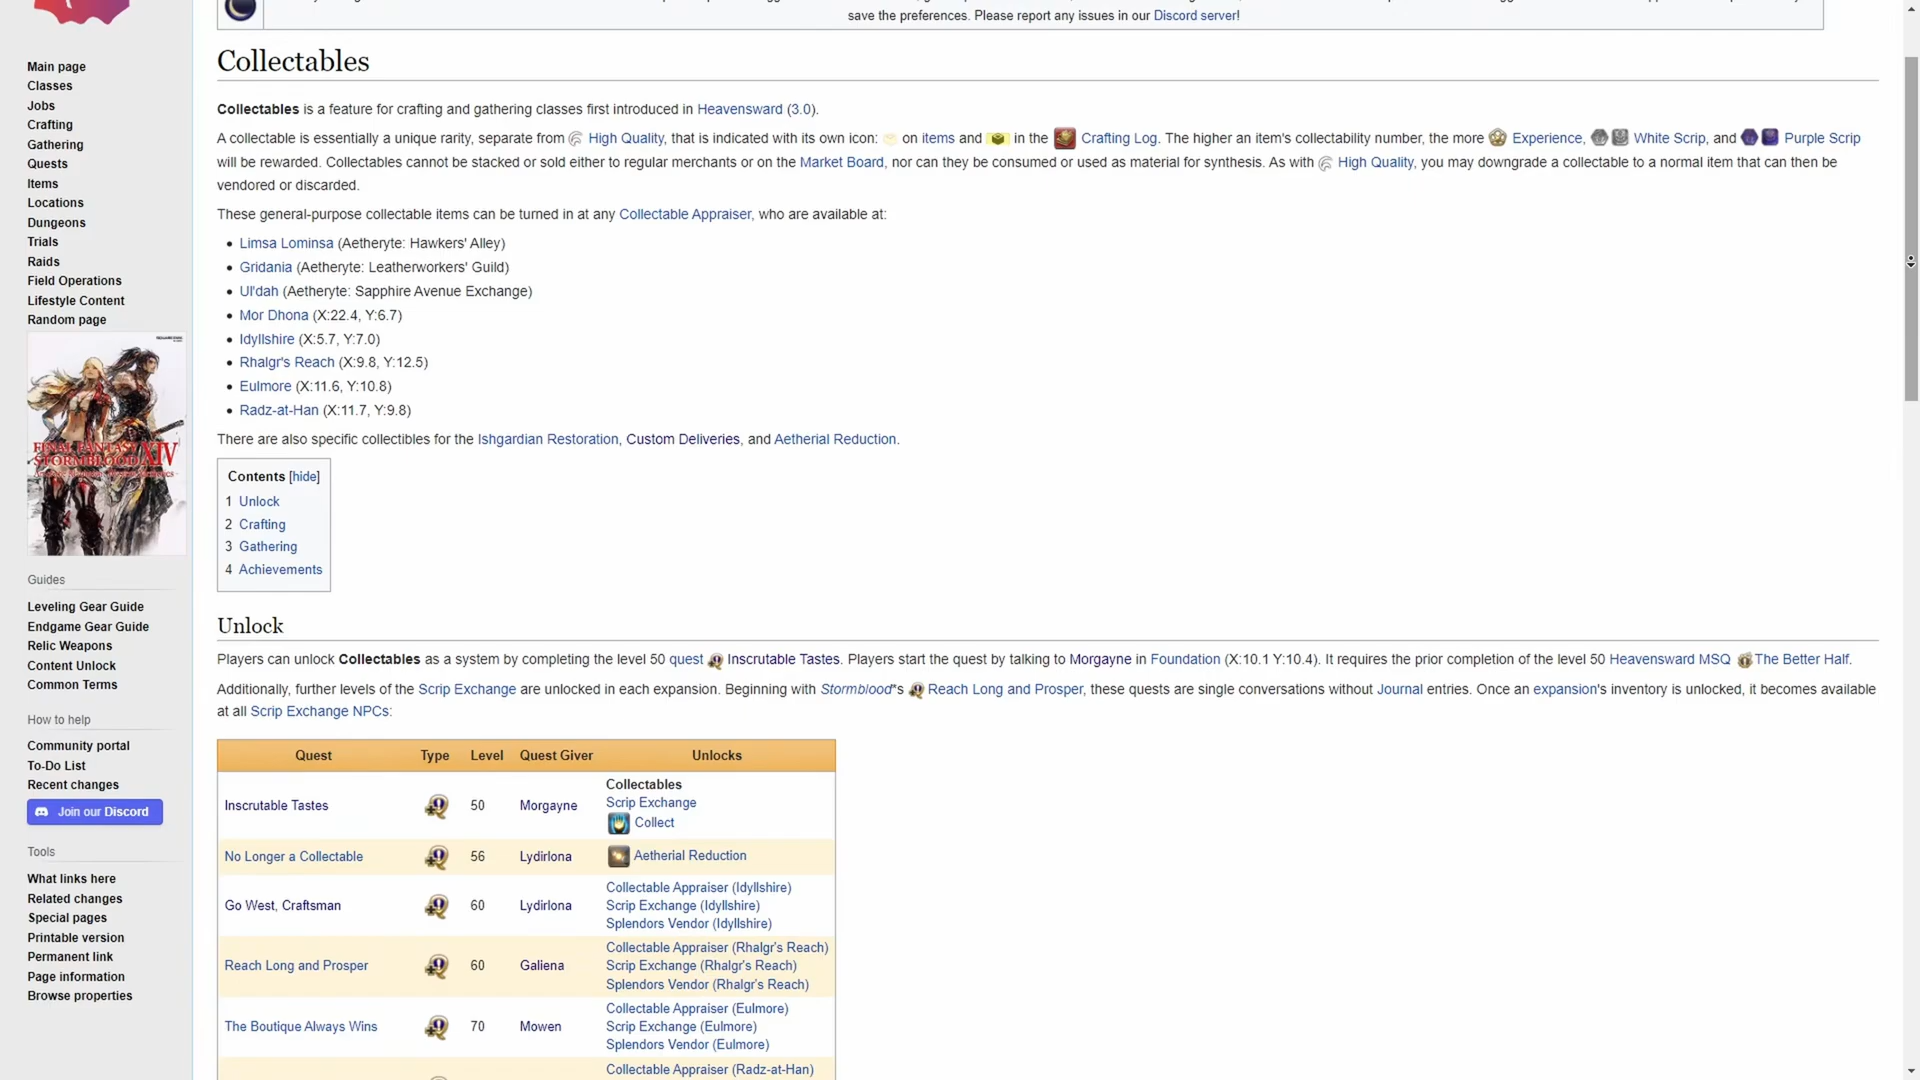 save the preferences. Please report any issues in our Discord server!
Main page
Classes
Jobs
Crafting
Gathering
Quests
Items
Locations
Dungeons
Trials
Raids
Field Operations
Lifestyle Content
Random page
FINAL FANTASY XIV
STORMBLOOD
Guides
Leveling Gear Guide
Endgame Gear Guide
Relic Weapons
Content Unlock
Common Terms
How to help
Community portal
To-Do List
Recent changes
Join our Discord
Tools
What links here
Related changes
Special pages
Printable version
Permanent link
Page information
Browse properties
Collectables
Collectables is a feature for crafting and gathering classes first introduced in Heavensward (3.0).
A collectable is essentially a unique rarity, separate from High Quality, that is indicated with its own icon: on items and in the Crafting Log. The higher an item's collectability number, the more Experience, White Scrip, and Purple Scrip
will be rewarded. Collectables cannot be stacked or sold either to regular merchants or on the Market Board, nor can they be consumed or used as material for synthesis. As with High Quality, you may downgrade a collectable to a normal item that can then be
vendored or discarded.
These general-purpose collectable items can be turned in at any Collectable Appraiser, who are available at:
• Limsa Lominsa (Aetheryte: Hawkers' Alley)
• Gridania (Aetheryte: Leatherworkers' Guild)
• Ul'dah (Aetheryte: Sapphire Avenue Exchange)
• Mor Dhona (X:22.4, Y:6.7)
• Idyllshire (X:5.7, Y:7.0)
• Rhalgr's Reach (X:9.8, Y:12.5)
• Eulmore (X:11.6, Y:10.8)
• Radz-at-Han (X:11.7, Y:9.8)
There are also specific collectibles for the Ishgardian Restoration, Custom Deliveries, and Aetherial Reduction.
Contents [hide]
1 Unlock
2 Crafting
3 Gathering
4 Achievements
Unlock
Players can unlock Collectables as a system by completing the level 50 quest Inscrutable Tastes. Players start the quest by talking to Morgayne in Foundation (X:10.1 Y:10.4). It requires the prior completion of the level 50 Heavensward MSQ The Better Half.
Additionally, further levels of the Scrip Exchange are unlocked in each expansion. Beginning with Stormblood's Reach Long and Prosper, these quests are single conversations without Journal entries. Once an expansion's inventory is unlocked, it becomes available
at all Scrip Exchange NPCs:
Quest Type Level Quest Giver Unlocks
Inscrutable Tastes 50 Morgayne Collectables
Scrip Exchange
Collect
No Longer a Collectable 56 Lydirlona Aetherial Reduction
Go West, Craftsman 60 Lydirlona Collectable Appraiser (Idyllshire)
Scrip Exchange (Idyllshire)
Splendors Vendor (Idyllshire)
Reach Long and Prosper 60 Galiena Collectable Appraiser (Rhalgr's Reach)
Scrip Exchange (Rhalgr's Reach)
Splendors Vendor (Rhalgr's Reach)
The Boutique Always Wins 70 Mowen Collectable Appraiser (Eulmore)
Scrip Exchange (Eulmore)
Splendors Vendor (Eulmore)
Collectable Appraiser (Radz-at-Han)